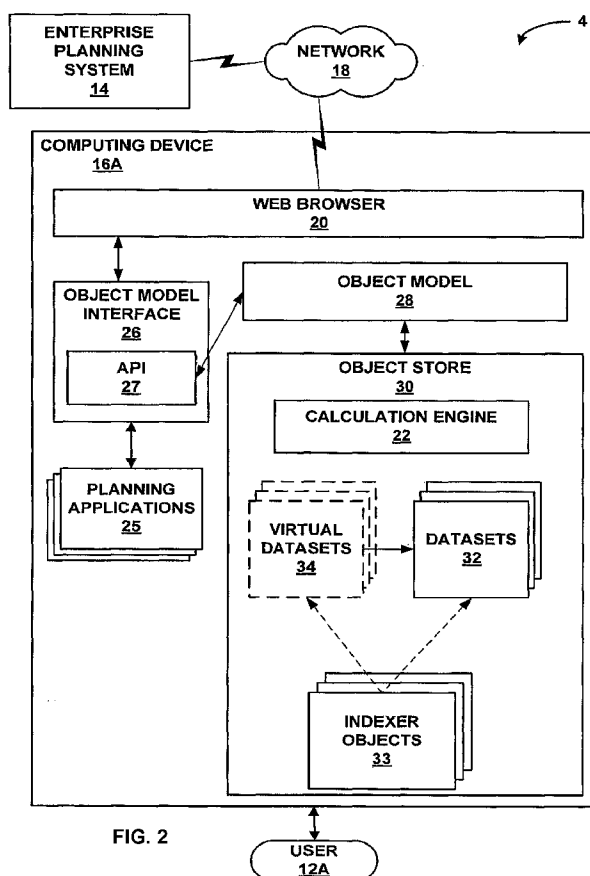 4
ENTERPRISE
PLANNING
SYSTEM
14
NETWORK
18
COMPUTING DEVICE
16A
WEB BROWSER
20
OBJECT MODEL
INTERFACE
26
API
27
OBJECT MODEL
28
OBJECT STORE
30
CALCULATION ENGINE
22
PLANNING
APPLICATIONS
25
VIRTUAL
DATASETS
34
DATASETS
32
INDEXER
OBJECTS
33
FIG. 2
USER
12A